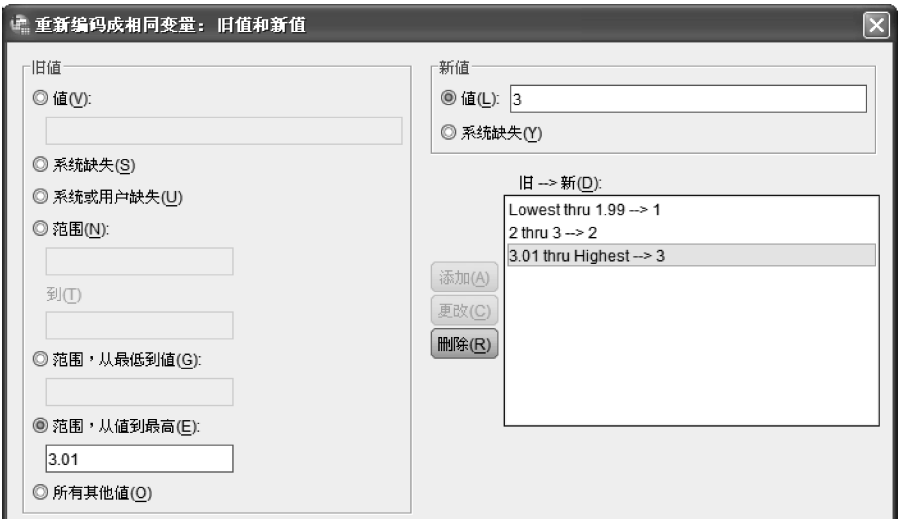 重新编码成相同变量：旧值和新值
旧值
值(V):
系统缺失(S)
系统或用户缺失(U)
范围(N):
到(T)
范围，从最低到值(G):
范围，从值到最高(E):
3.01
所有其他值(O)
新值
值(L): 3
系统缺失(Y)
旧 --> 新(D):
Lowest thru 1.99 --> 1
2 thru 3 --> 2
3.01 thru Highest --> 3
添加(A)
更改(C)
删除(R)